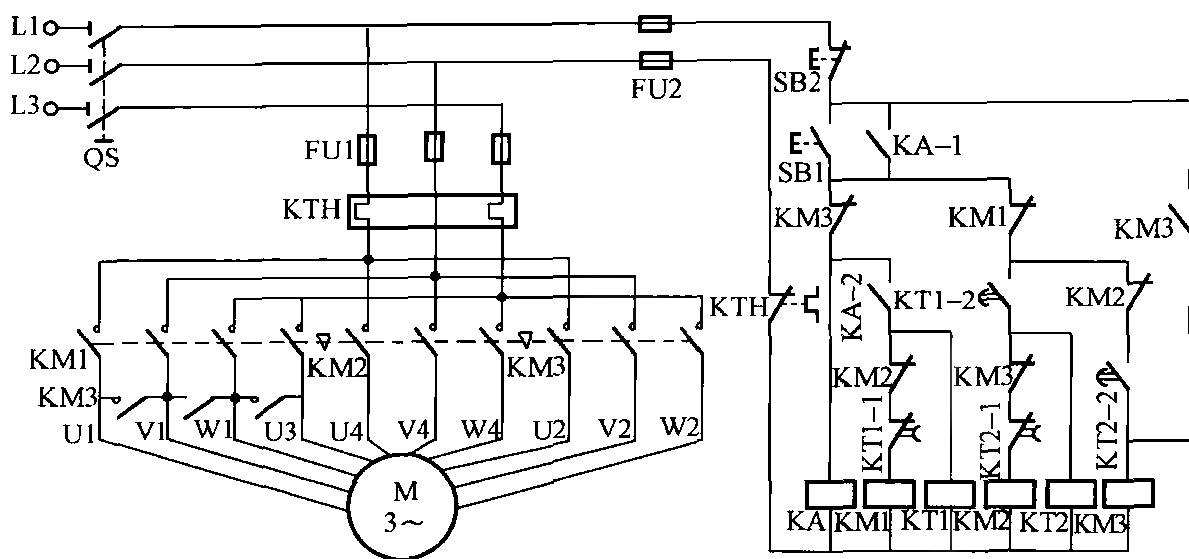 L1
L2
L3
QS
FU1
FU2
SB2
SB1
KA-1
KTH
KM3
KM1
KM3
KTH
KA-2
KT1-2
KM2
KM1
KM2
KM3
KM2
KM3
KM3
KT1-1
KT2-1
KT2-2
U1 V1 W1 U3 U4 V4 W4 U2 V2 W2
M
3~
KA KM1 KT1 KM2 KT2 KM3